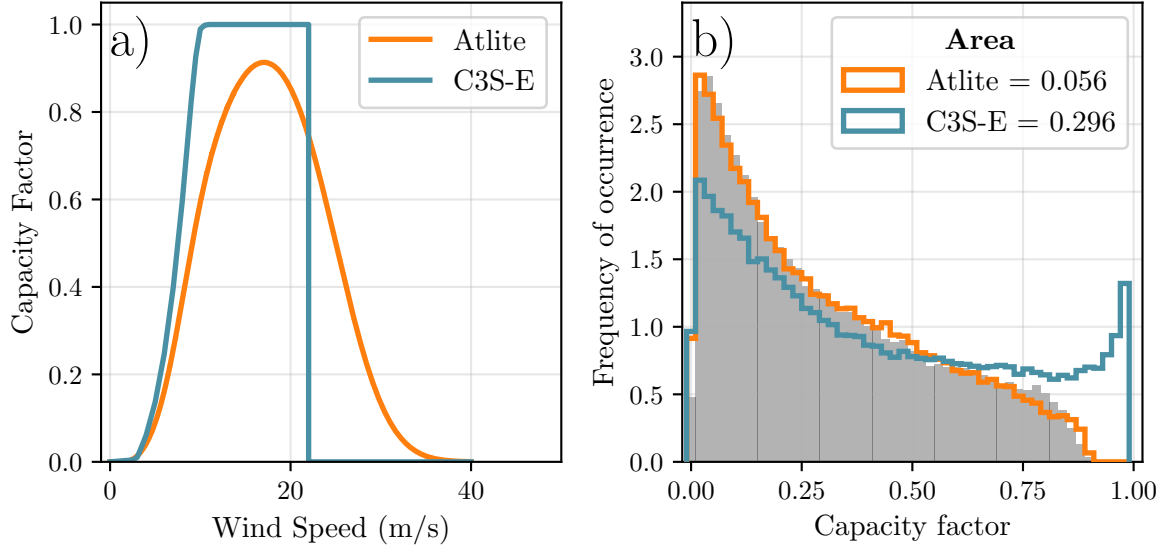 a)
Atlite
C3S-E
Capacity Factor
1.0
0.8
0.6
0.4
0.2
0.0
0
20
40
Wind Speed (m/s)
b)
Area
Atlite = 0.056
C3S-E = 0.296
Frequency of occurrence
3.0
2.5
2.0
1.5
1.0
0.5
0.0
0.00
0.25
0.50
0.75
1.00
Capacity factor